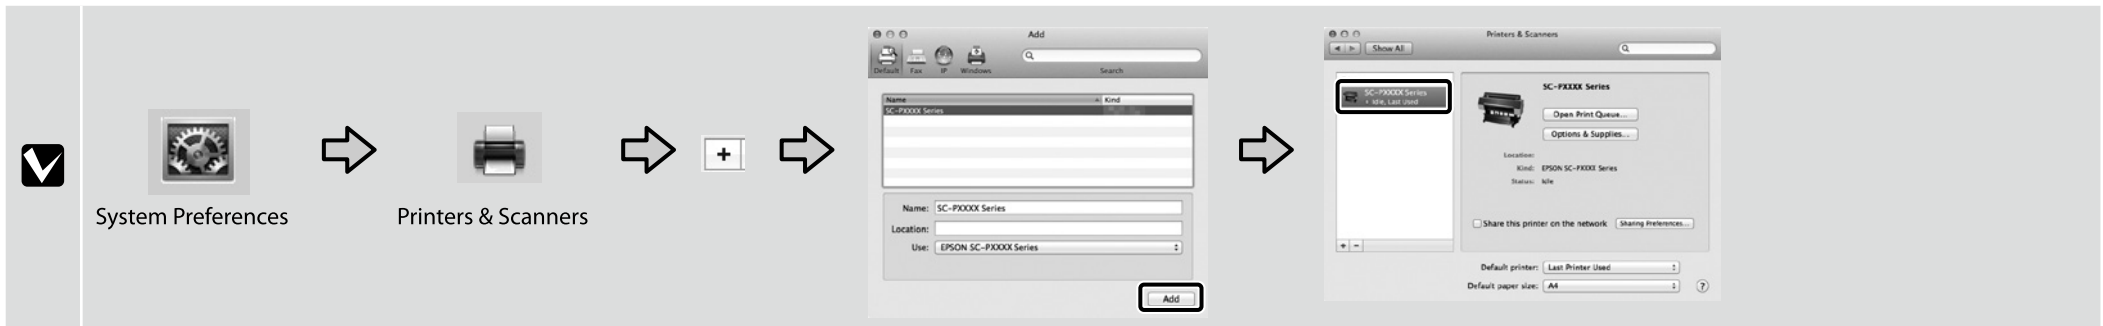 System Preferences
Printers & Scanners
+
Add
Default Fax IP Windows
Search
Name Kind
SC-PXXXX Series
Name: SC-PXXXX Series
Location:
Use: EPSON SC-PXXXX Series
Add
Printers & Scanners
Show All
SC-PXXXX Series
• Idle, Last Used
SC-PXXXX Series
Open Print Queue...
Options & Supplies...
Location:
Kind: EPSON SC-PXXXX Series
Status: Idle
Share this printer on the network Sharing Preferences...
+ −
Default printer: Last Printer Used
Default paper size: A4
?